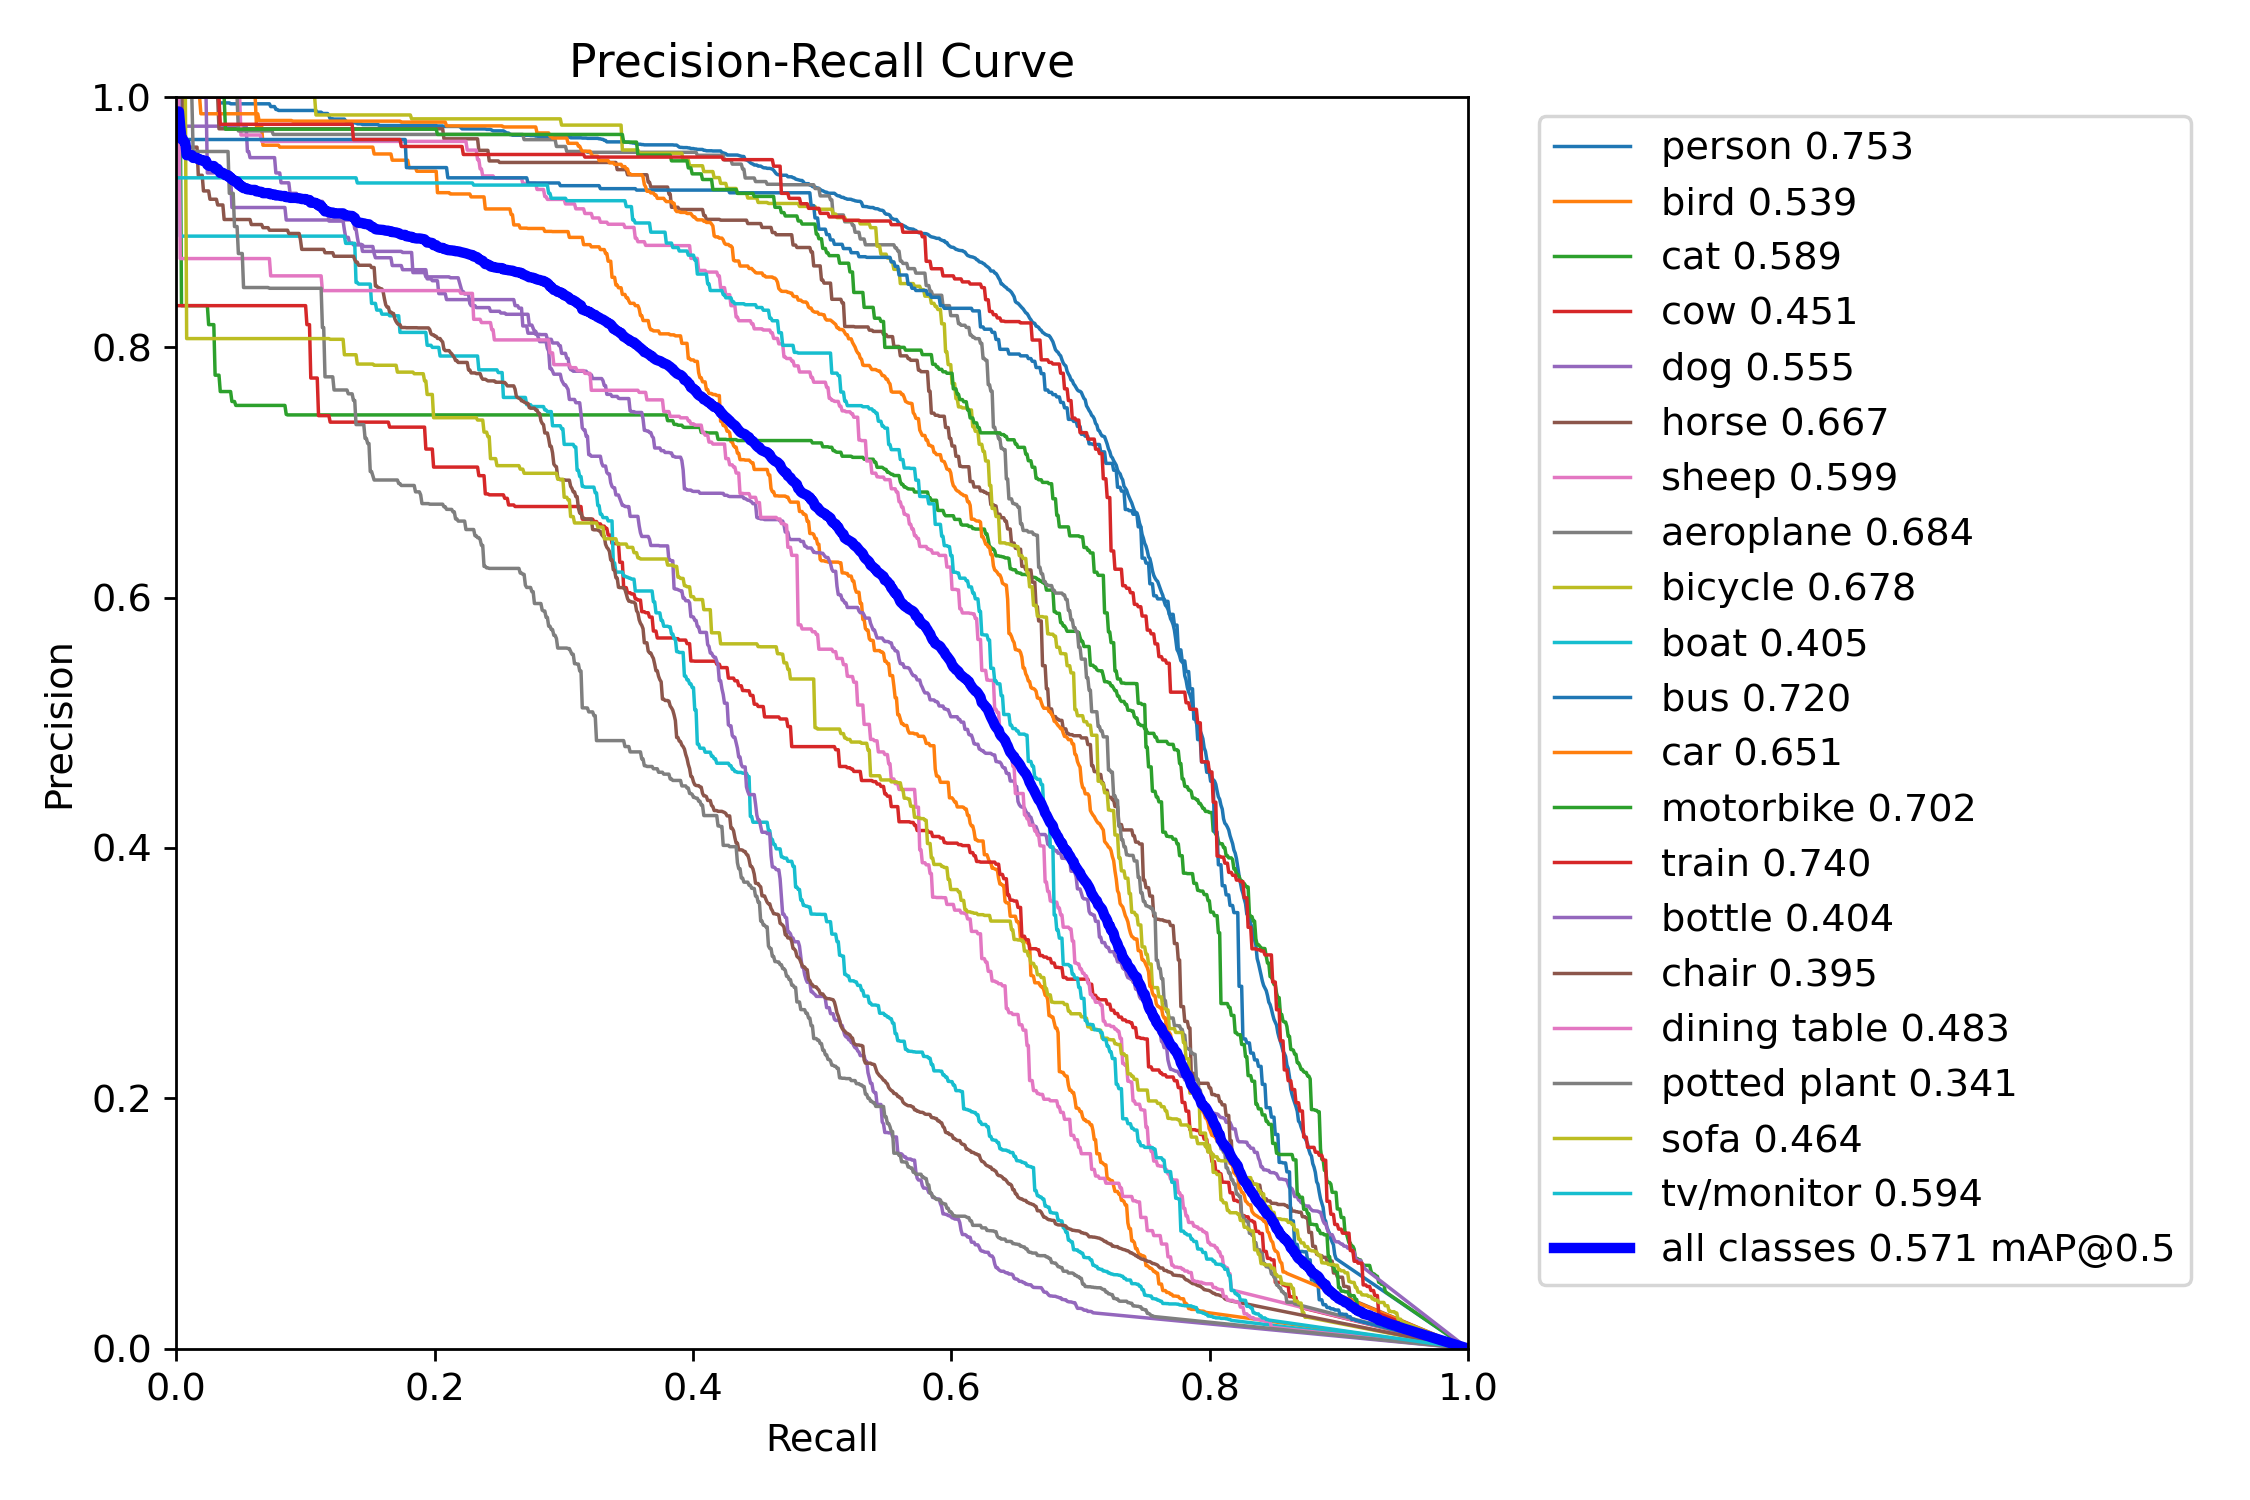 Precision-Recall Curve
1.0
0.8
0.6
0.4
0.2
0.0
Precision
0.0 0.2 0.4 0.6 0.8 1.0
Recall
person 0.753
bird 0.539
cat 0.589
cow 0.451
dog 0.555
horse 0.667
sheep 0.599
aeroplane 0.684
bicycle 0.678
boat 0.405
bus 0.720
car 0.651
motorbike 0.702
train 0.740
bottle 0.404
chair 0.395
dining table 0.483
potted plant 0.341
sofa 0.464
tv/monitor 0.594
all classes 0.571 mAP@0.5